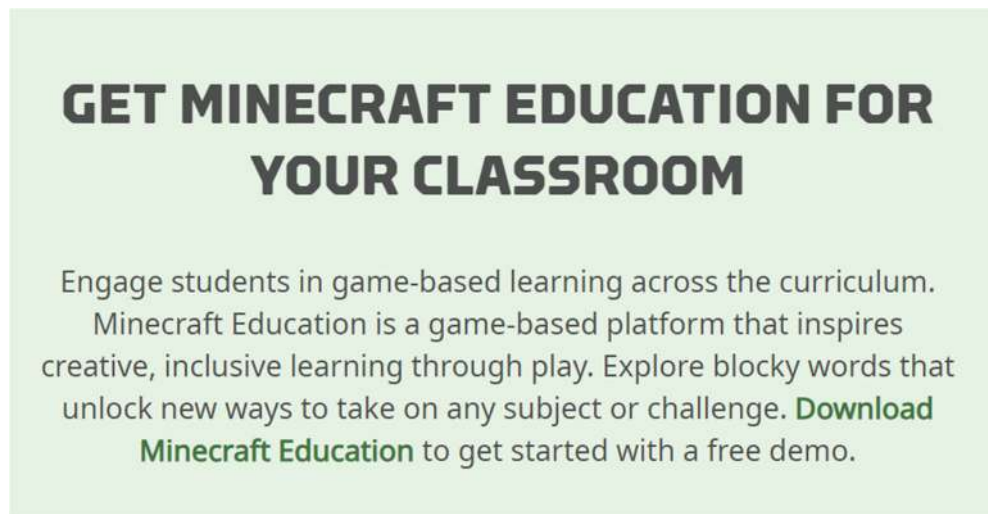 GET MINECRAFT EDUCATION FOR
YOUR CLASSROOM
Engage students in game-based learning across the curriculum.
Minecraft Education is a game-based platform that inspires
creative, inclusive learning through play. Explore blocky words that
unlock new ways to take on any subject or challenge. Download
Minecraft Education to get started with a free demo.